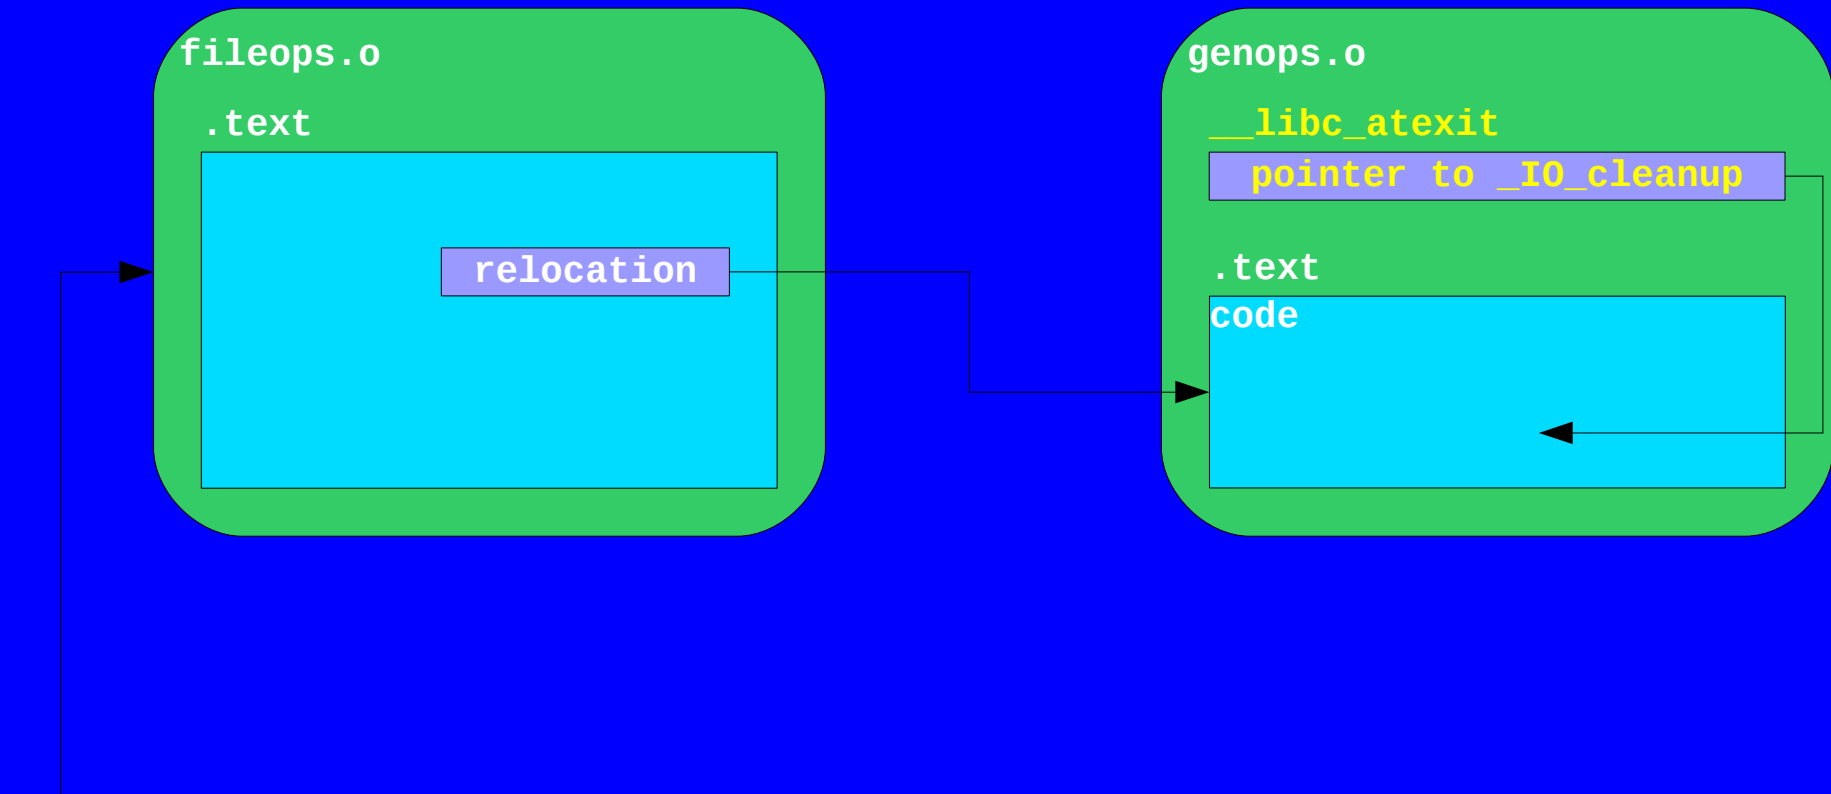 fileops.o
.text
relocation
genops.o
__libc_atexit
pointer to _IO_cleanup
.text
code